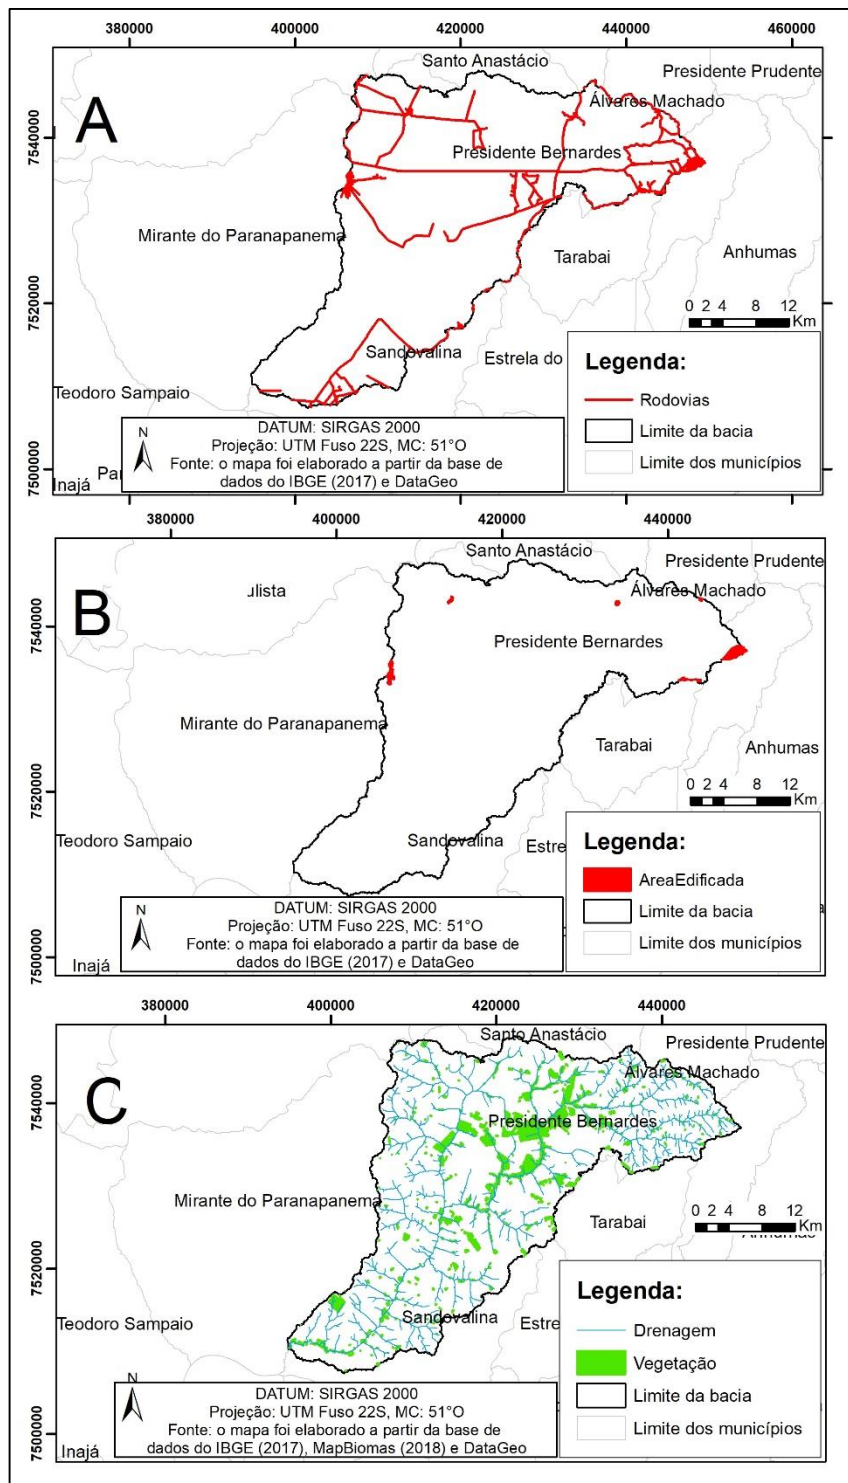 380000 400000 420000 440000 460000
Santo Anastácio
Presidente Prudente
A
Álvares Machado
7540000
Presidente Bernardes
Mirante do Paranapanema
Tarabai
Anhumas
7520000
0 2 4 8 12
Km
Sandovalina
Estrela do
Legenda:
Teodoro Sampaio
Rodovias
N
DATUM: SIRGAS 2000
Limite da bacia
Projeção: UTM Fuso 22S, MC: 51°O
Fonte: o mapa foi elaborado a partir da base de
Limite dos municípios
dados do IBGE (2017) e DataGeo
7500000
Inajá
380000 400000 420000 440000
Santo Anastácio
Presidente Prudente
B
ulista
Álvares Machado
7540000
Presidente Bernardes
Mirante do Paranapanema
Tarabai
Anhumas
7520000
0 2 4 8 12
Km
Teodoro Sampaio
Sandovalina
Estre
Legenda:
AreaEdificada
N
DATUM: SIRGAS 2000
Limite da bacia
Projeção: UTM Fuso 22S, MC: 51°O
Fonte: o mapa foi elaborado a partir da base de
Limite dos municípios
dados do IBGE (2017) e DataGeo
7500000
Inajá
380000 400000 420000 440000
Santo Anastácio
Presidente Prudente
C
Álvares Machado
7540000
Presidente Bernardes
Mirante do Paranapanema
Tarabai
0 2 4 8 12
Km
7520000
Teodoro Sampaio
Sandovalina
Estre
Legenda:
Drenagem
Vegetação
N
DATUM: SIRGAS 2000
Limite da bacia
Projeção: UTM Fuso 22S, MC: 51°O
Fonte: o mapa foi elaborado a partir da base de
Limite dos municípios
dados do IBGE (2017), MapBiomas (2018) e DataGeo
7500000
Inajá